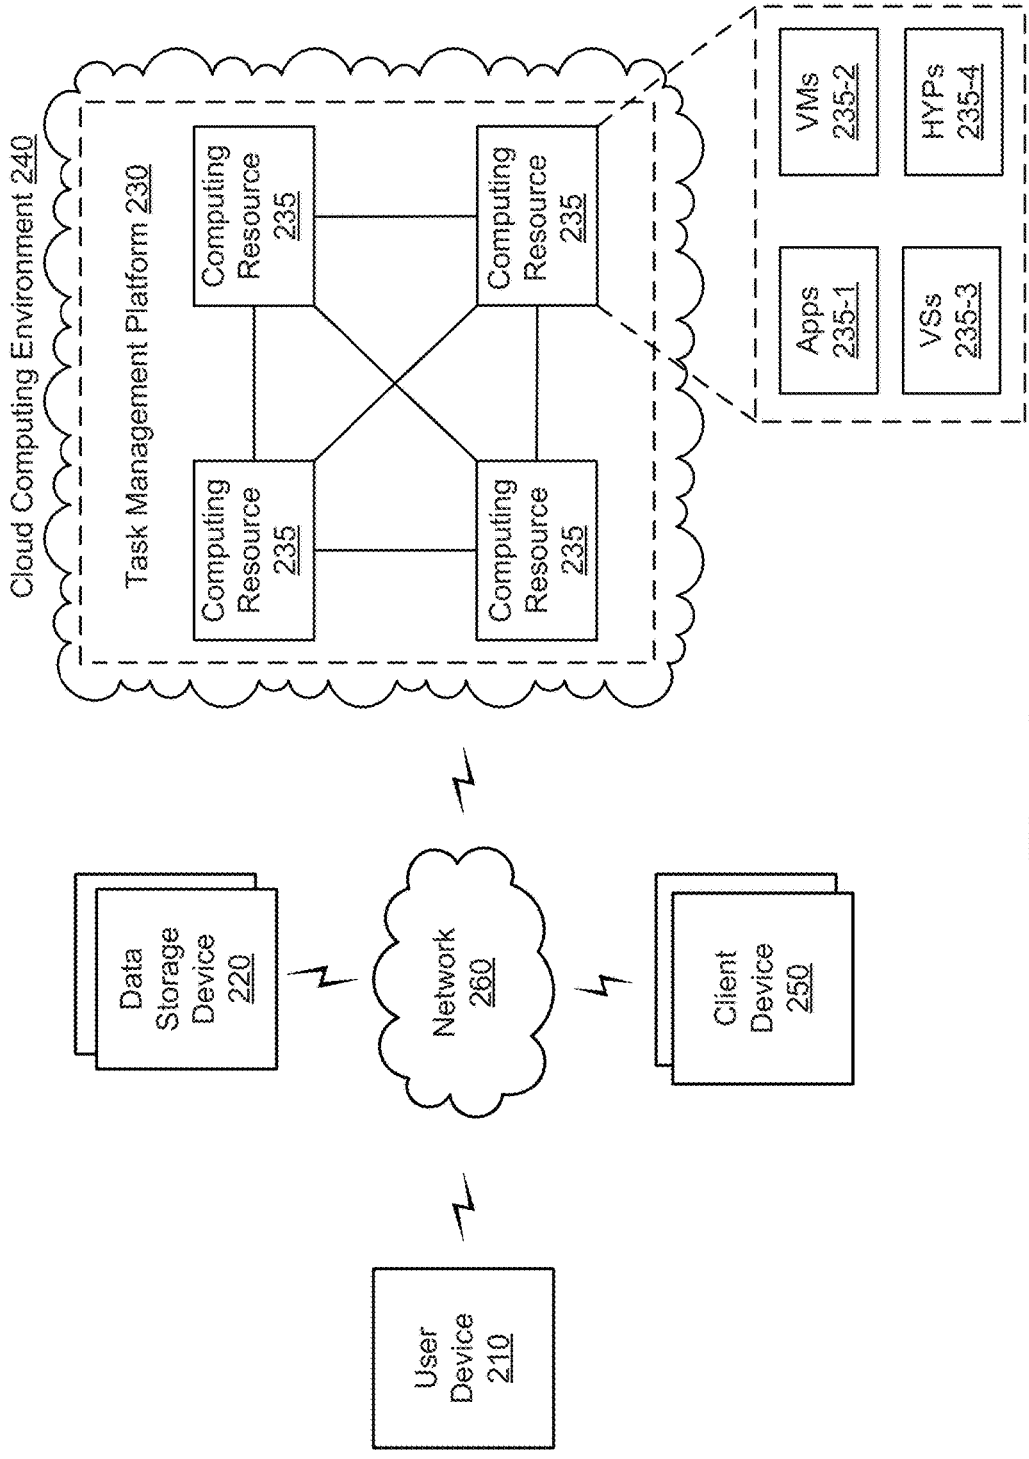 Cloud Computing Environment 240
Task Management Platform 230
Computing
Resource
235
Computing
Resource
235
Computing
Resource
235
Computing
Resource
235
Apps
235-1
VMs
235-2
VSs
235-3
HYPs
235-4
Data
Storage
Device
220
Network
260
User
Device
210
Client
Device
250